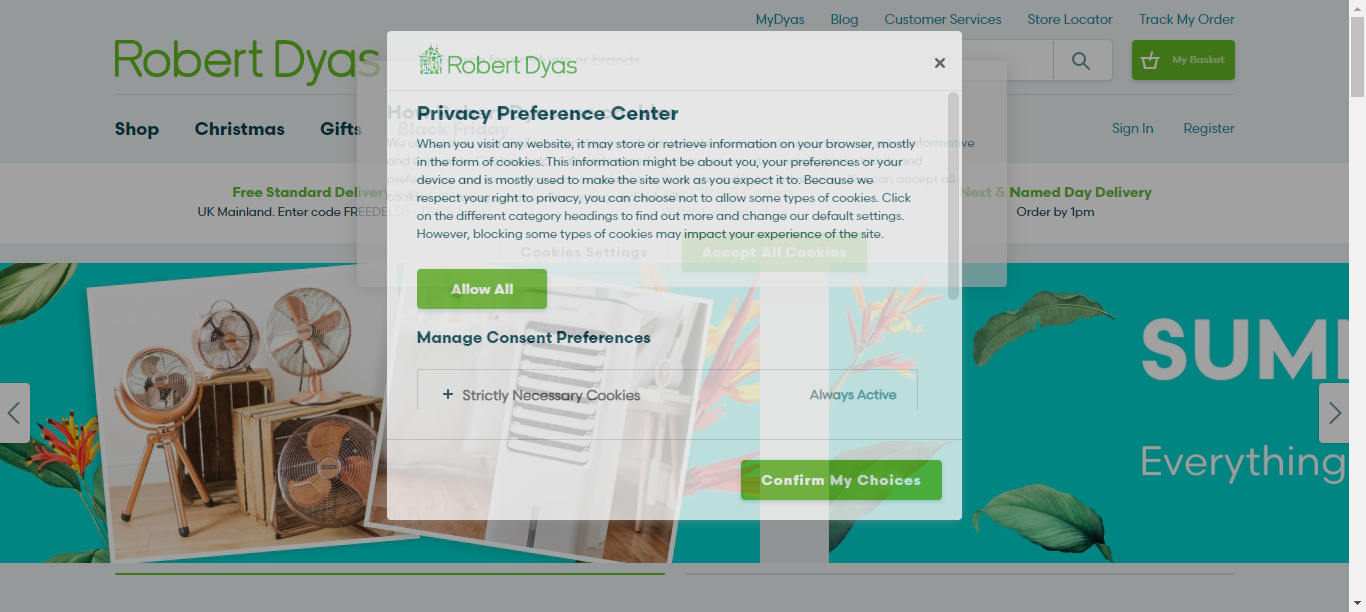 MyDyas Blog Customer Services Store Locator Track My Order
Robert Dyas
Robert Dyas
My Basket
Shop Christmas Gifts Black Friday
Sign In Register
Privacy Preference Center
When you visit any website, it may store or retrieve information on your browser, mostly
in the form of cookies. This information might be about you, your preferences or your
device and is mostly used to make the site work as you expect it to. Because we
respect your right to privacy, you can choose not to allow some types of cookies. Click
on the different category headings to find out more and change our default settings.
However, blocking some types of cookies may impact your experience of the site.
Free Standard Delivery
UK Mainland. Enter code
Next & Named Day Delivery
Order by 1pm
Cookies Settings
Accept All Cookies
Allow All
Manage Consent Preferences
+ Strictly Necessary Cookies
Always Active
Confirm My Choices
SUMM
Everything